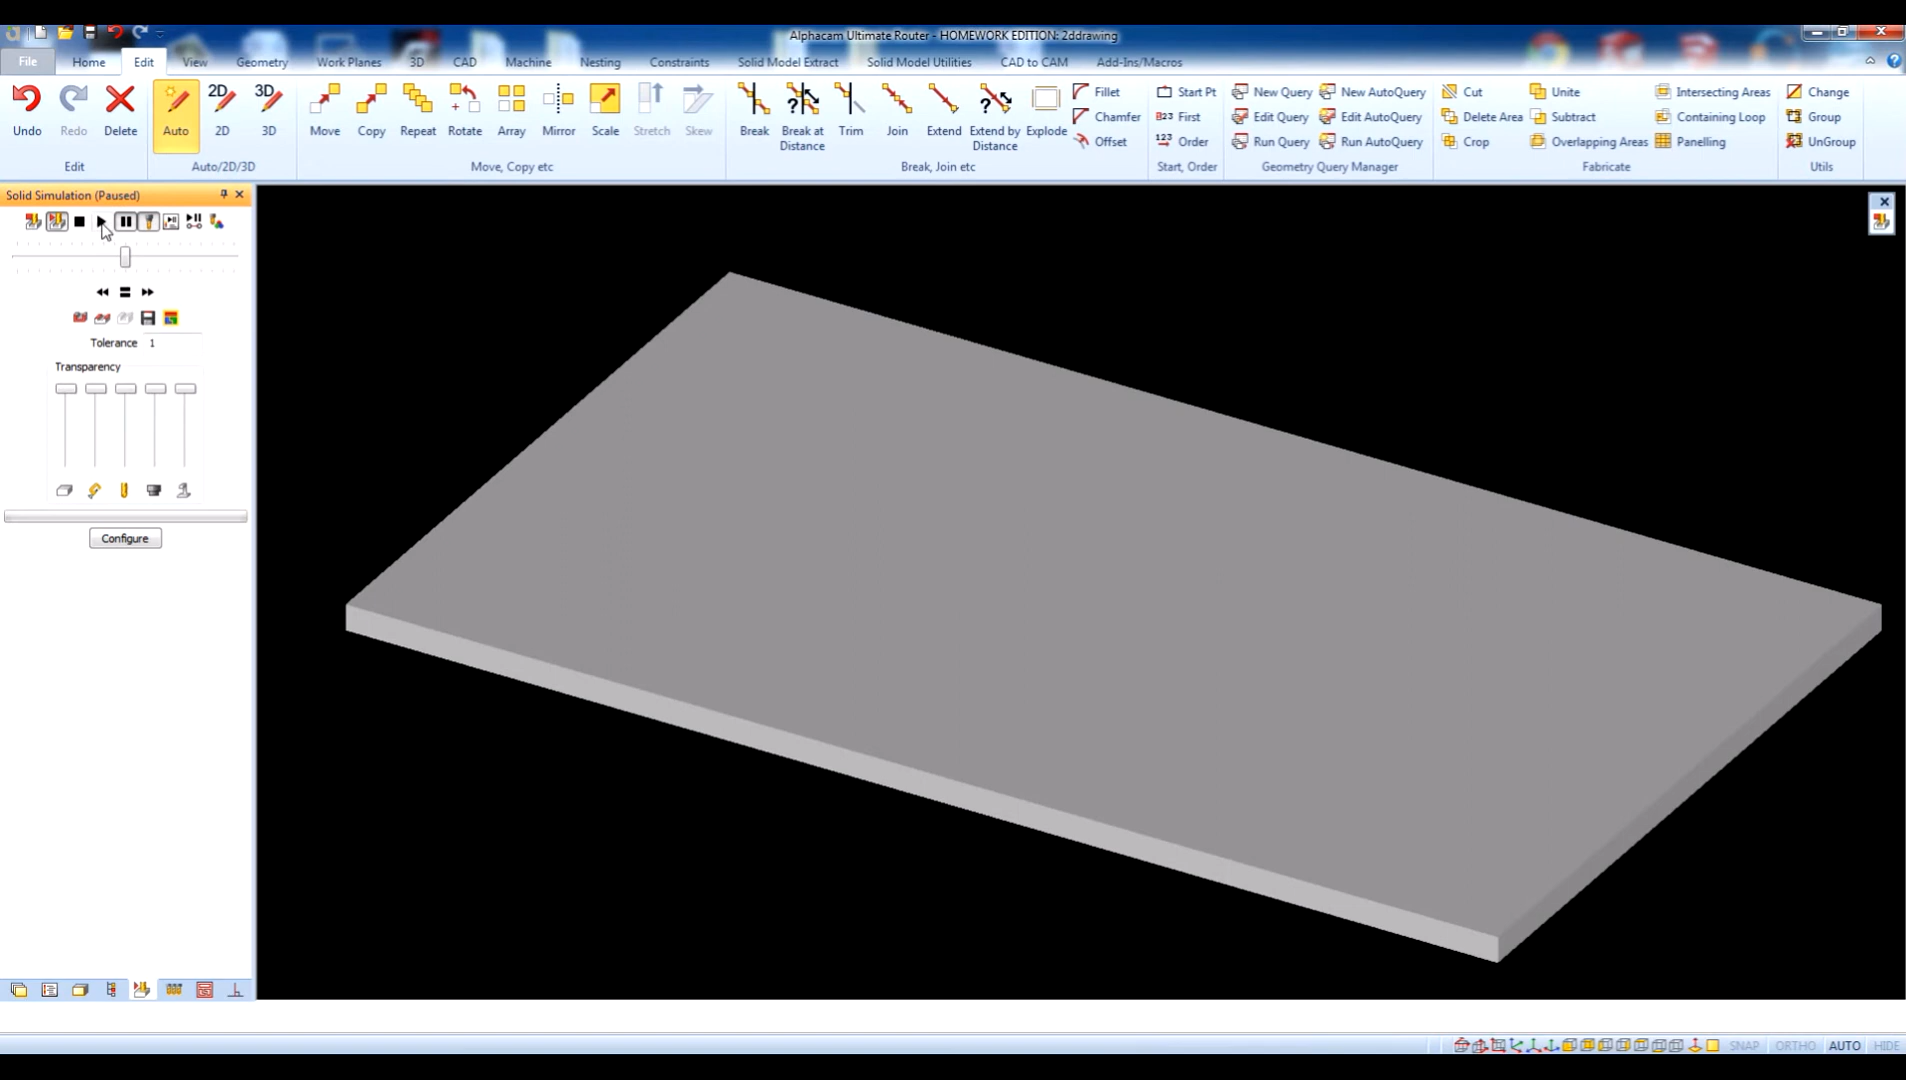 Alphacam Ultimate Router - HOMEWORK EDITION: 2ddrawing
File Home Edit View Geometry Work Planes 3D CAD Machine Nesting Constraints Solid Model Extract Solid Model Utilities CAD to CAM Add-Ins/Macros
2D 3D Fillet Start Pt New Query New AutoQuery Cut Unite Intersecting Areas Change
Chamfer 123 First Edit Query Edit AutoQuery Delete Area Subtract Containing Loop Group
Undo Redo Delete Auto 2D 3D Move Copy Repeat Rotate Array Mirror Scale Stretch Skew Break Break at Distance Trim Join Extend Extend by Distance Explode
Offset 123 Order Run Query Run AutoQuery Crop Overlapping Areas Panelling UnGroup
Edit Auto/2D/3D Move, Copy etc Break, Join etc Start, Order Geometry Query Manager Fabricate Utils
Solid Simulation (Paused)
Tolerance 1
Transparency
Configure
SNAP ORTHO AUTO HIDE